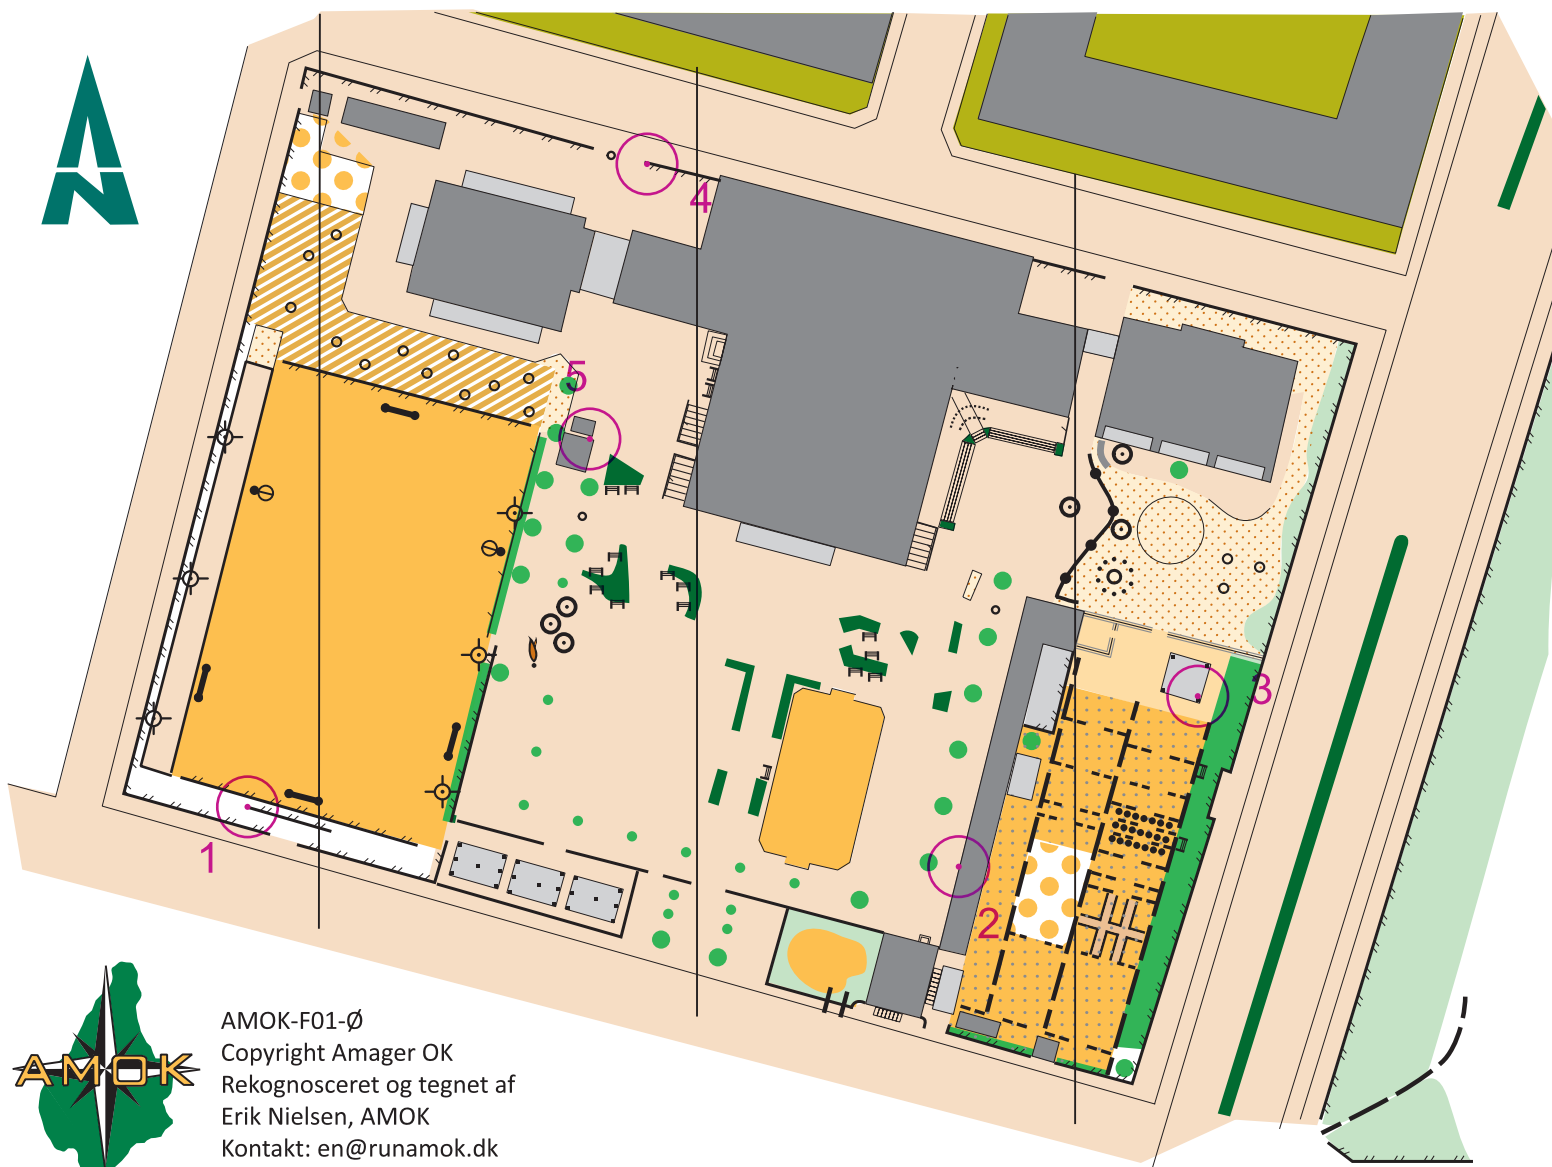 4
5
3
1
2
AMOK
AMOK-F01-Ø
Copyright Amager OK
Rekognosceret og tegnet af
Erik Nielsen, AMOK
Kontakt: en@runamok.dk